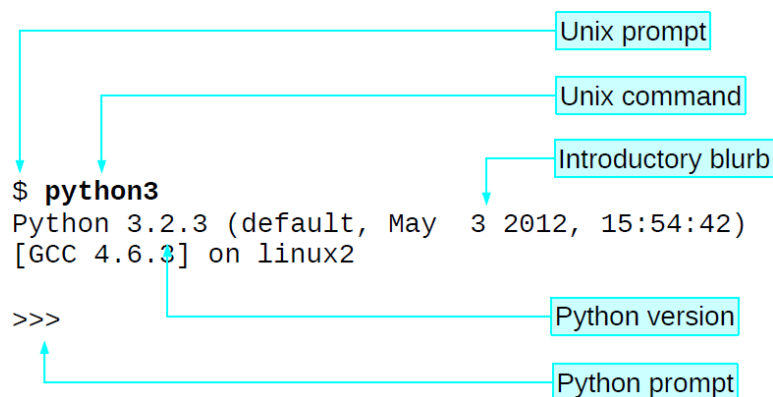 Unix prompt
Unix command
Introductory blurb
$ python3
Python 3.2.3 (default, May  3 2012, 15:54:42)
[GCC 4.6.3] on linux2
>>>
Python version
Python prompt